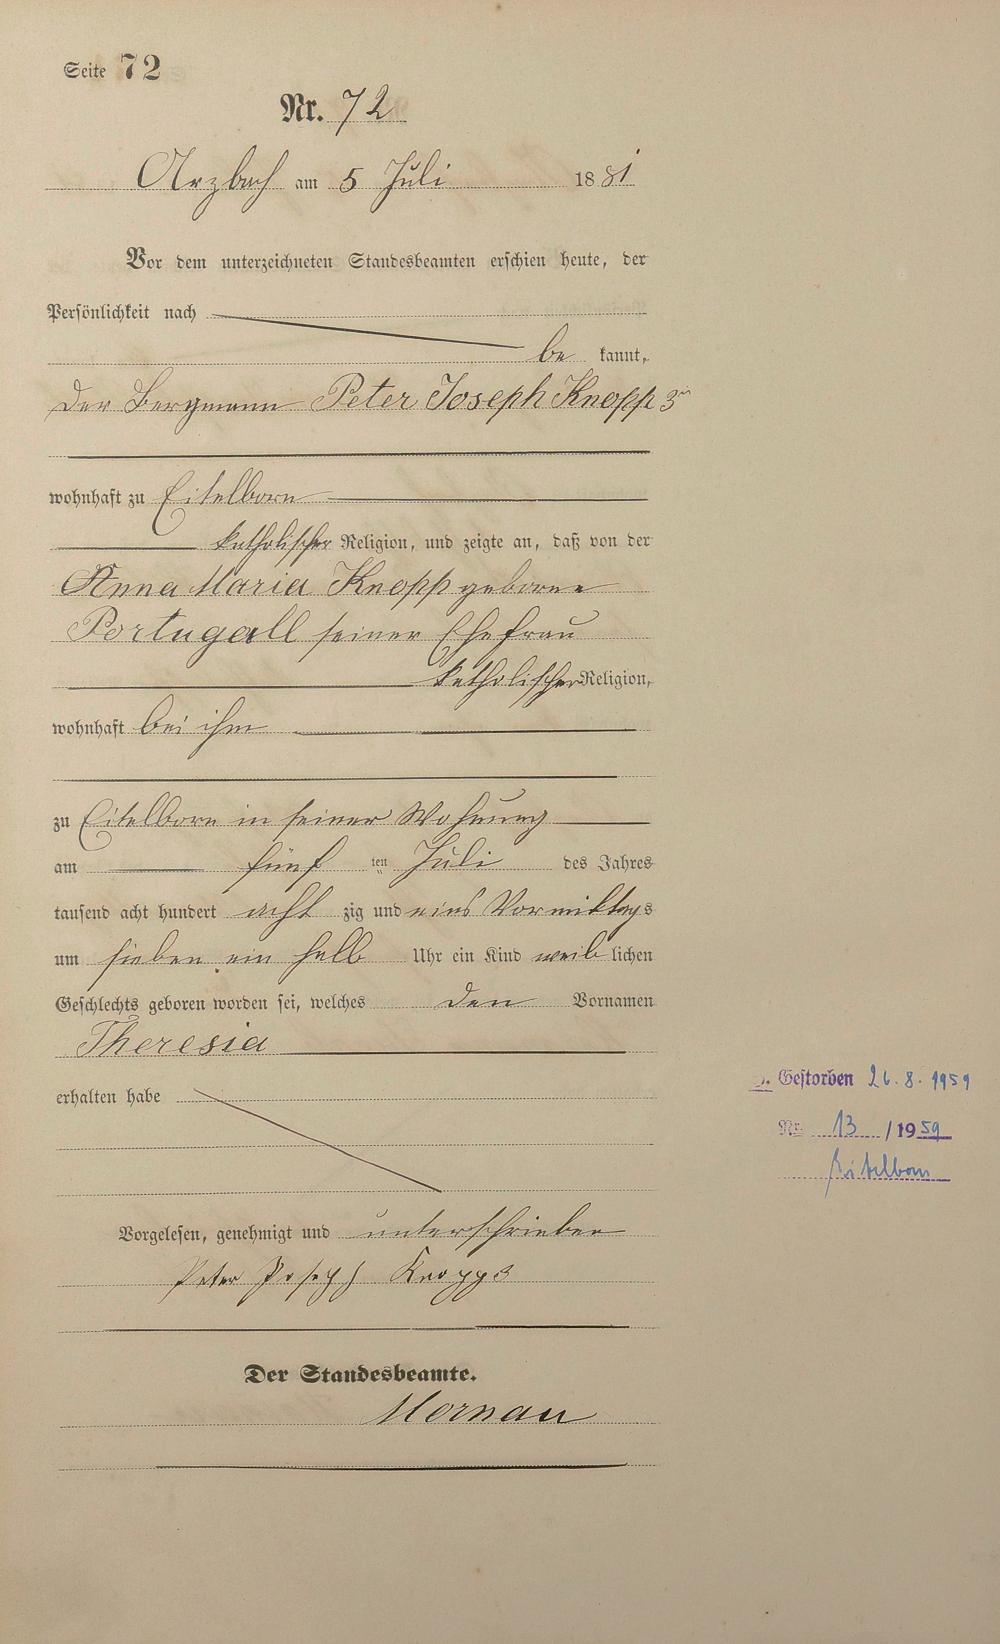 Seite 72
Nr. 72
Arzbach am 5 Juli 1881
Vor dem unterzeichneten Standesbeamten erschien heute, der
Persönlichkeit nach
be kannt,
der Bergmann Peter Joseph Knopp 3r
wohnhaft zu Eitelborn
katholischer Religion, und zeigte an, daß von der
Anna Maria Knopp geborne
Portugall seiner Ehefrau
katholischer Religion,
wohnhaft bei ihm
zu Eitelborn in seiner Wohnung
am fünf ten Juli des Jahres
tausend acht hundert acht zig und eins Vormittags
um sieben ein halb Uhr ein Kind weiblichen
Geschlechts geboren worden sei, welches den Vornamen
Theresia
erhalten habe
Gestorben 26.8.1959
Nr. 13 /1959
Eitelborn
Vorgelesen, genehmigt und unterschrieben
Peter Joseph Knopp 3
Der Standesbeamte.
Mornau